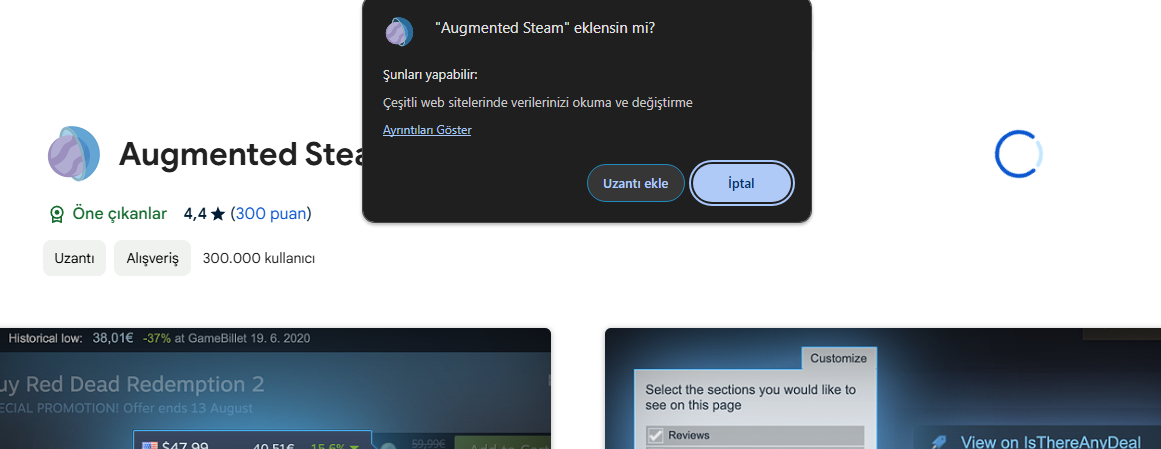 "Augmented Steam" eklensin mi?
Şunları yapabilir:
Çeşitli web sitelerinde verilerinizi okuma ve değiştirme
Ayrıntıları Göster
Uzantı ekle
İptal
Augmented Stea
Öne çıkanlar 4,4 ★ (300 puan)
Uzantı Alışveriş 300.000 kullanıcı
Historical low: 38,01€ -37% at GameBillet 19. 6. 2020
uy Red Dead Redemption 2
ECIAL PROMOTION! Offer ends 13 August
$47.99 40,51€ 15,6% 59,99€ Add to Cart
Customize
Select the sections you would like to
see on this page
Reviews
View on IsThereAnyDeal